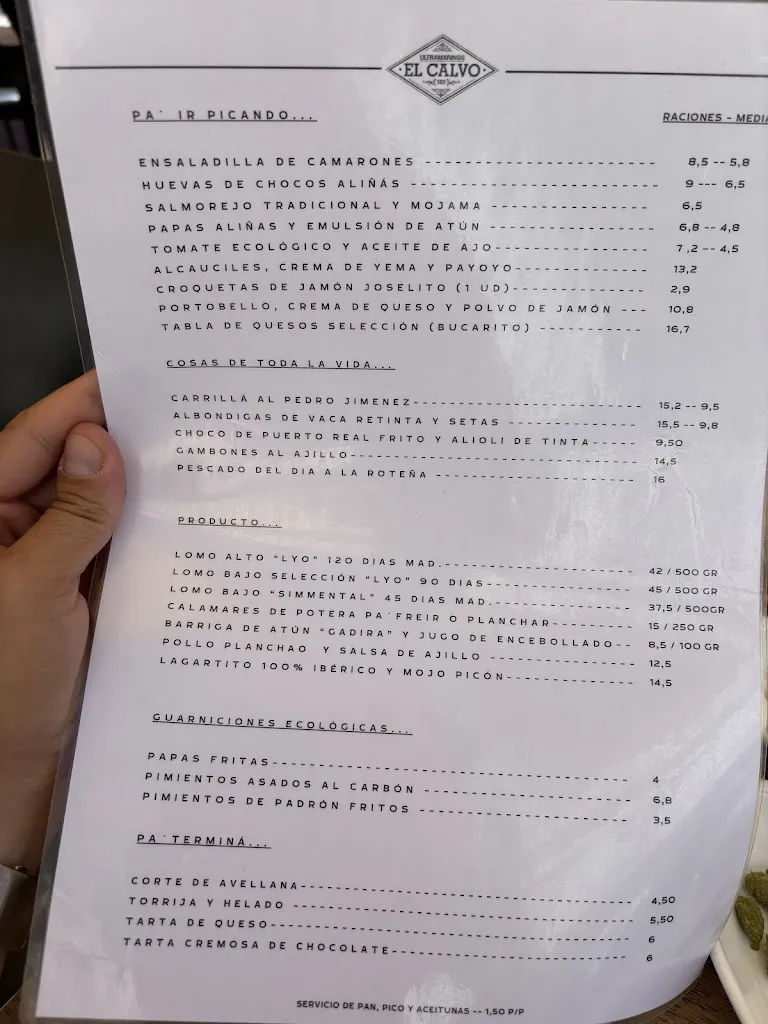 ULTRAMARINOS
EL CALVO
PA´ IR PICANDO...
RACIONES - MEDIA
ENSALADILLA DE CAMARONES -------------------------- 8,5 -- 5,8
HUEVAS DE CHOCOS ALIÑÁS ---------------------------- 9 --- 6,5
SALMOREJO TRADICIONAL Y MOJAMA -------------------- 6,5
PAPAS ALIÑAS Y EMULSIÓN DE ATÚN -------------------- 6,8 -- 4,8
TOMATE ECOLÓGICO Y ACEITE DE AJO------------------- 7,2 -- 4,5
ALCAUCILES, CREMA DE YEMA Y PAYOYO---------------- 13,2
CROQUETAS DE JAMÓN JOSELITO (1 UD)---------------- 2,9
PORTOBELLO, CREMA DE QUESO Y POLVO DE JAMÓN --- 10,8
TABLA DE QUESOS SELECCIÓN (BUCARITO) ------------ 16,7
COSAS DE TODA LA VIDA...
CARRILLÁ AL PEDRO JIMENEZ--------------------------- 15,2 -- 9,5
ALBONDIGAS DE VACA RETINTA Y SETAS ---------------- 15,5 -- 9,8
CHOCO DE PUERTO REAL FRITO Y ALIOLI DE TINTA----- 9,50
GAMBONES AL AJILLO---------------------------------- 14,5
PESCADO DEL DIA A LA ROTEÑA ----------------------- 16
PRODUCTO...
LOMO ALTO "LYO" 120 DIAS MAD.---------------------- 42 / 500 GR
LOMO BAJO SELECCIÓN "LYO" 90 DIAS----------------- 45 / 500 GR
LOMO BAJO "SIMMENTAL" 45 DIAS MAD.---------------- 37,5 / 500GR
CALAMARES DE POTERA PA´FREIR O PLANCHAR--------- 15 / 250 GR
BARRIGA DE ATÚN "GADIRA" Y JUGO DE ENCEBOLLADO-- 8,5 / 100 GR
POLLO PLANCHAO Y SALSA DE AJILLO ----------------- 12,5
LAGARTITO 100% IBÉRICO Y MOJO PICÓN--------------- 14,5
GUARNICIONES ECOLÓGICAS...
PAPAS FRITAS----------------------------------------- 4
PIMIENTOS ASADOS AL CARBÓN ----------------------- 6,8
PIMIENTOS DE PADRÓN FRITOS ------------------------ 3,5
PA´TERMINÁ...
CORTE DE AVELLANA----------------------------------- 4,50
TORRIJA Y HELADO ------------------------------------ 5,50
TARTA DE QUESO-------------------------------------- 6
TARTA CREMOSA DE CHOCOLATE-------------------------- 6
SERVICIO DE PAN, PICO Y ACEITUNAS -- 1,50 P/P